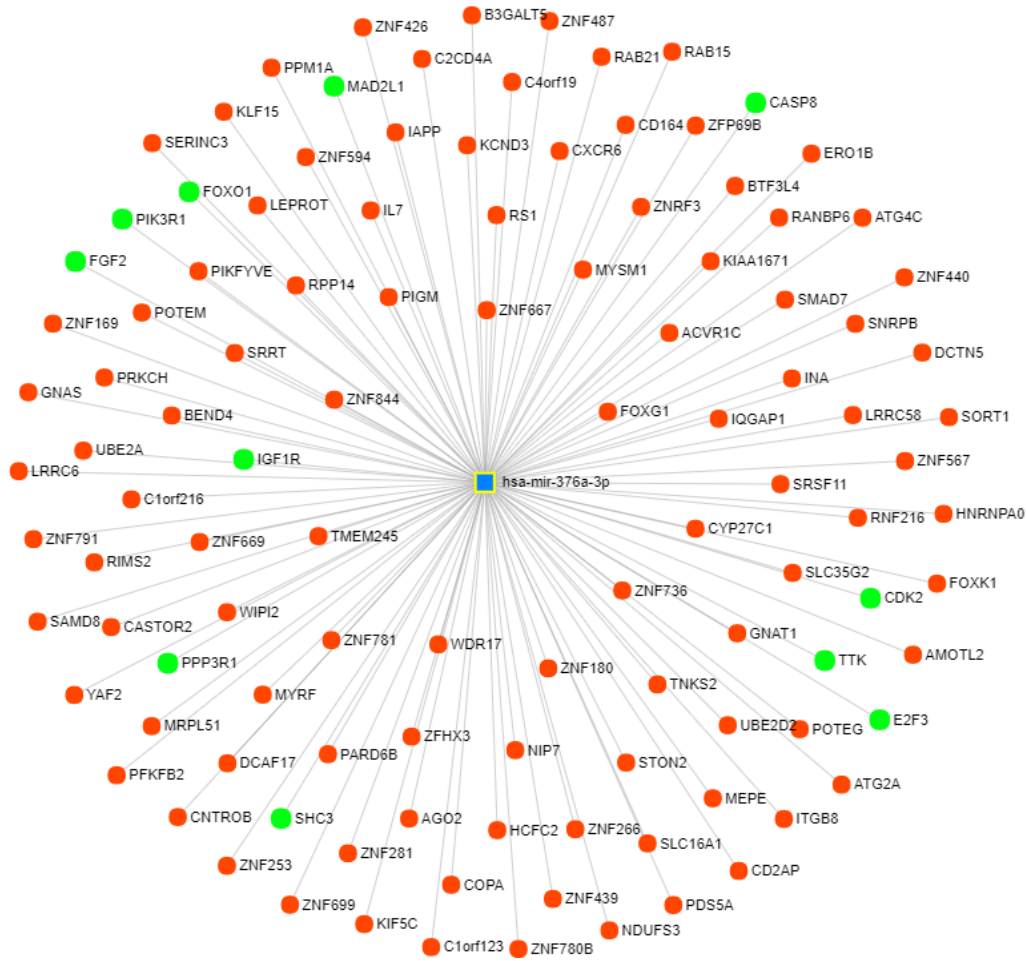 B3GALT5
ZNF487
ZNF426
RAB15
RAB21
C2CD4A
PPM1A
C4orf19
MAD2L1
CASP8
KLF15
CD164
ZFP69B
IAPP
SERINC3
KCND3
CXCR6
ERO1B
ZNF594
BTF3L4
FOXO1
LEPROT
ZNRF3
IL7
RS1
RANBP6
ATG4C
PIK3R1
FGF2
KIAA1671
MYSM1
PIKFYVE
ZNF440
RPP14
PIGM
SMAD7
ZNF667
POTEM
ZNF169
SNRPB
ACVR1C
SRRT
DCTN5
PRKCH
INA
GNAS
ZNF844
FOXG1
BEND4
LRRC58
SORT1
IQGAP1
UBE2A
IGF1R
ZNF567
LRRC6
hsa-mir-376a-3p
SRSF11
C1orf216
HNRNPA0
RNF216
CYP27C1
TMEM245
ZNF791
ZNF669
RIMS2
SLC35G2
FOXK1
ZNF736
CDK2
WIPI2
SAMD8
CASTOR2
GNAT1
ZNF781
WDR17
AMOTL2
TTK
PPP3R1
ZNF180
TNKS2
YAF2
MYRF
E2F3
MRPL51
UBE2D2
POTEG
ZFHX3
NIP7
PARD6B
DCAF17
STON2
PFKFB2
ATG2A
MEPE
CNTROB
SHC3
AGO2
ITGB8
HCFC2
ZNF266
SLC16A1
ZNF281
ZNF253
CD2AP
COPA
ZNF439
ZNF699
PDS5A
KIF5C
NDUFS3
C1orf123
ZNF780B